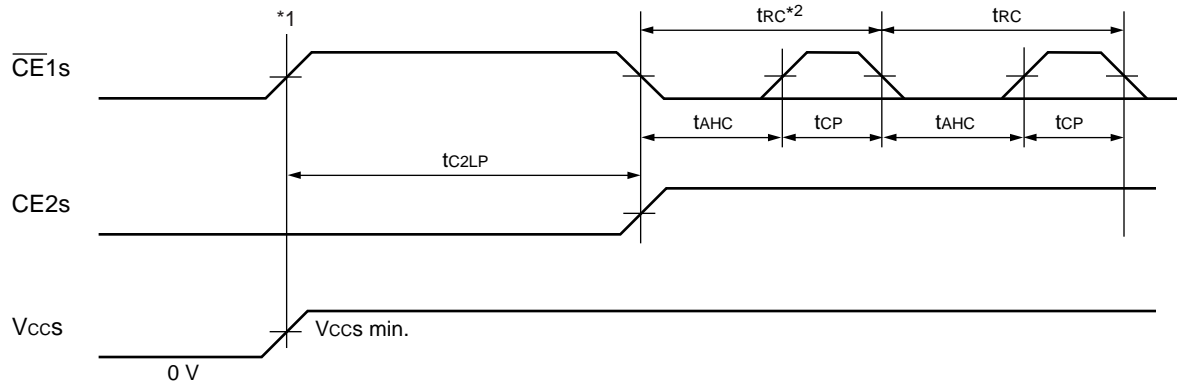 *1
tRC*2
tRC
CE1s
tAHC
tCP
tAHC
tCP
tC2LP
CE2s
VCCs
VCCs min.
0 V